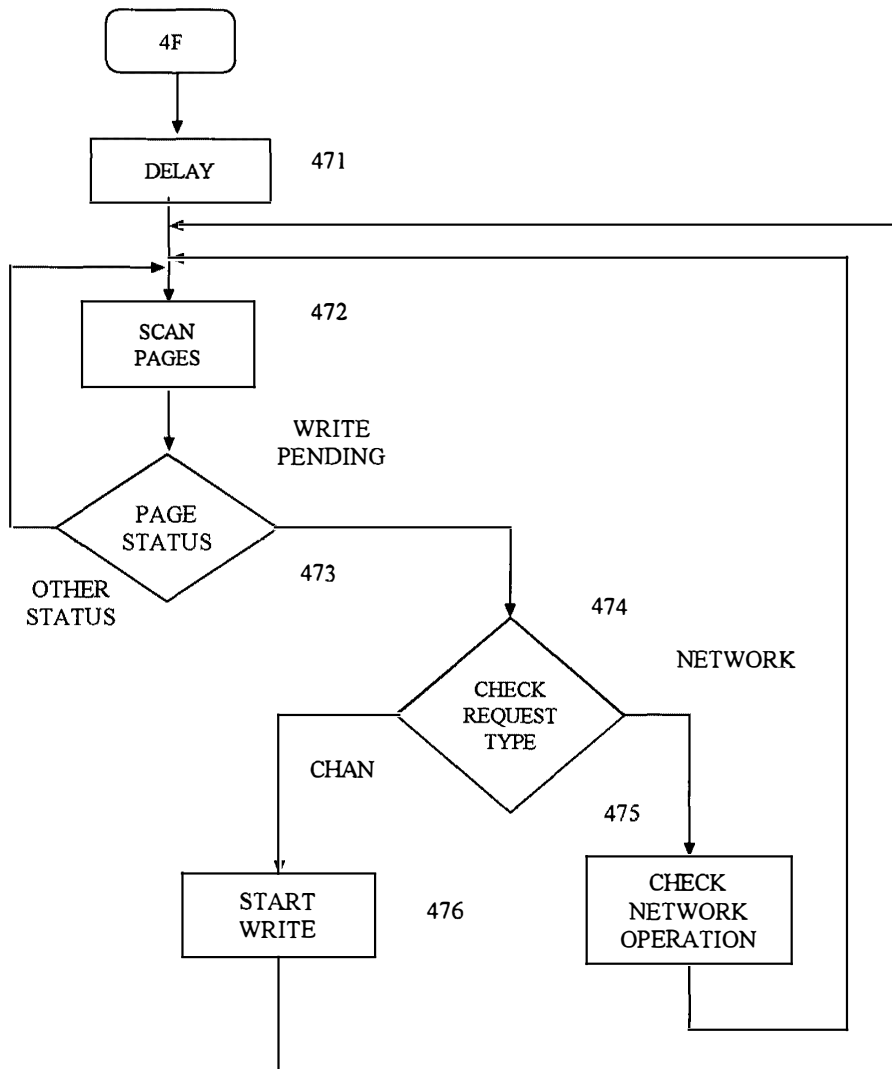 4F
DELAY
471
472
SCAN
PAGES
WRITE
PENDING
PAGE
STATUS
473
OTHER
STATUS
474
NETWORK
CHECK
REQUEST
TYPE
CHAN
475
CHECK
NETWORK
OPERATION
START
WRITE
476